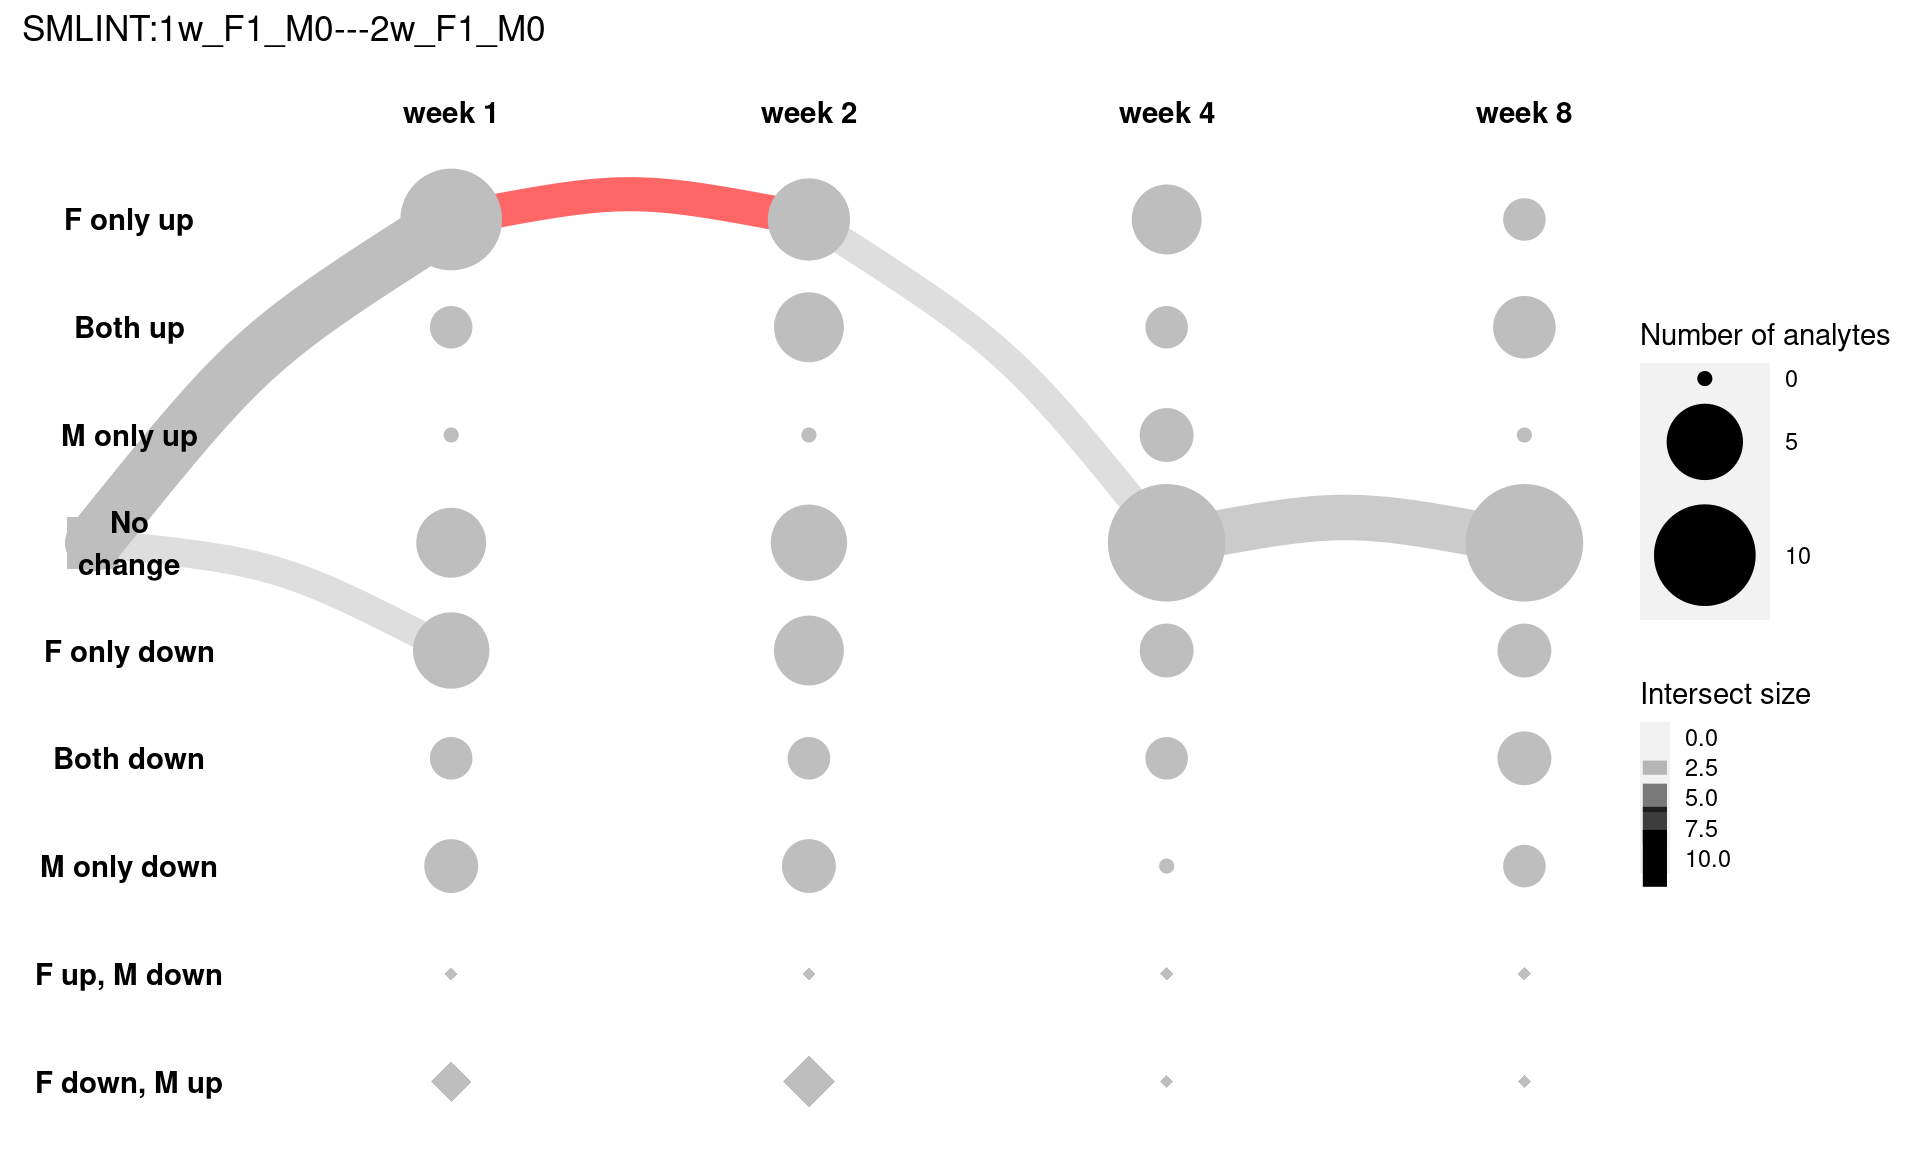 SMLINT:1w_F1_M0---2w_F1_M0
week 1
week 2
week 4
week 8
F only up
Both up
M only up
No
change
F only down
Both down
M only down
F up, M down
F down, M up
Number of analytes
0
5
10
Intersect size
0.0
2.5
5.0
7.5
10.0